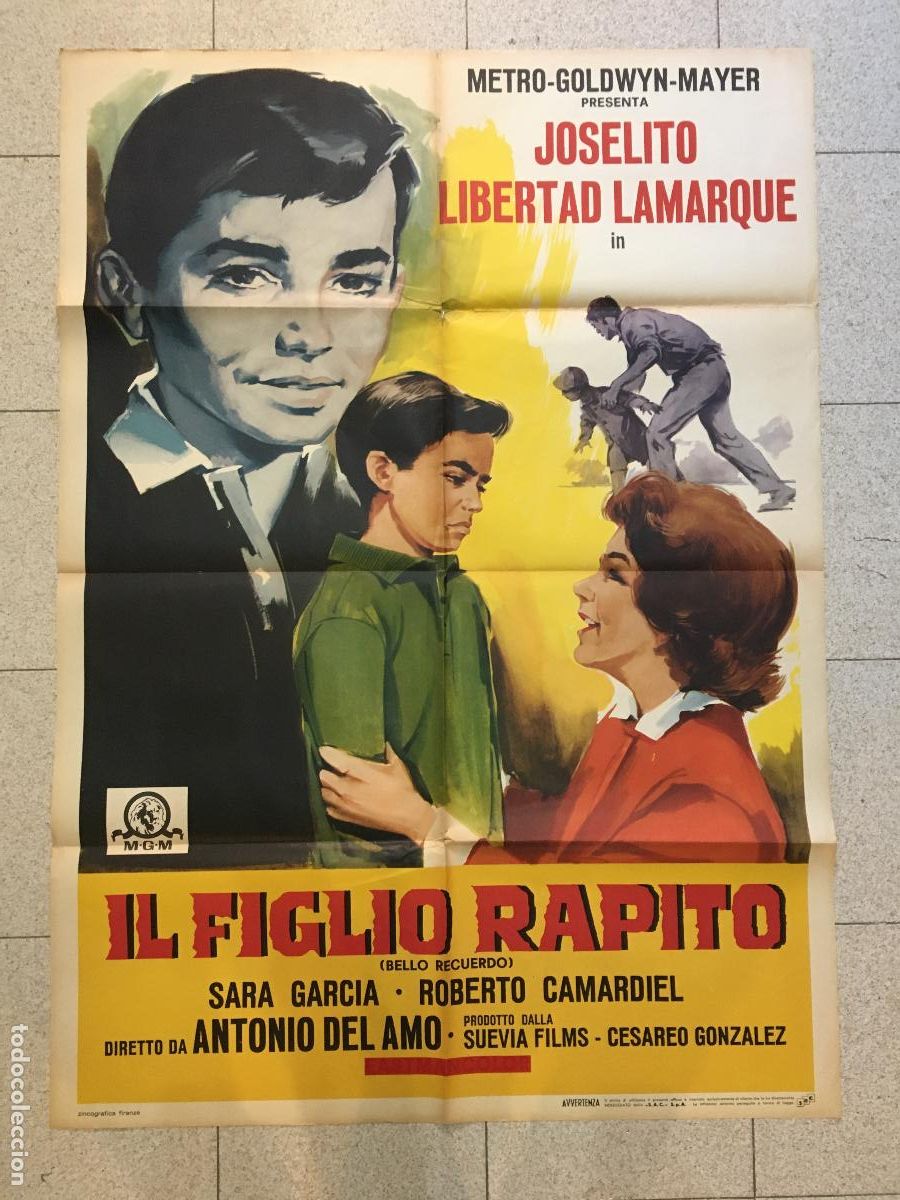 METRO-GOLDWYN-MAYER
PRESENTA
JOSELITO
LIBERTAD LAMARQUE
in
M·G·M
IL FIGLIO RAPITO
(BELLO RECUERDO)
SARA GARCIA · ROBERTO CAMARDIEL
DIRETTO DA ANTONIO DEL AMO · PRODOTTO DALLA SUEVIA FILMS - CESAREO GONZALEZ
zincografica firenze
AVVERTENZA
todocoleccion